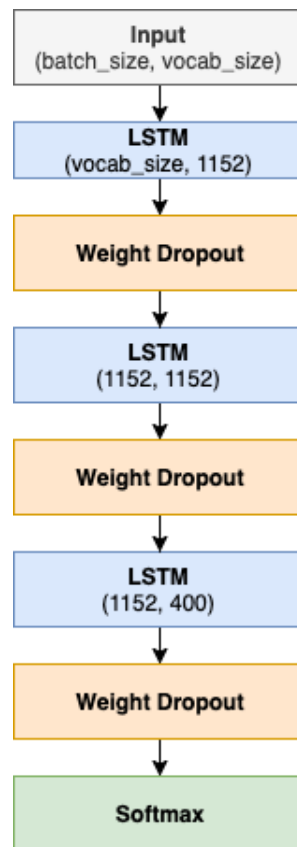 Input
(batch_size, vocab_size)
LSTM
(vocab_size, 1152)
Weight Dropout
LSTM
(1152, 1152)
Weight Dropout
LSTM
(1152, 400)
Weight Dropout
Softmax